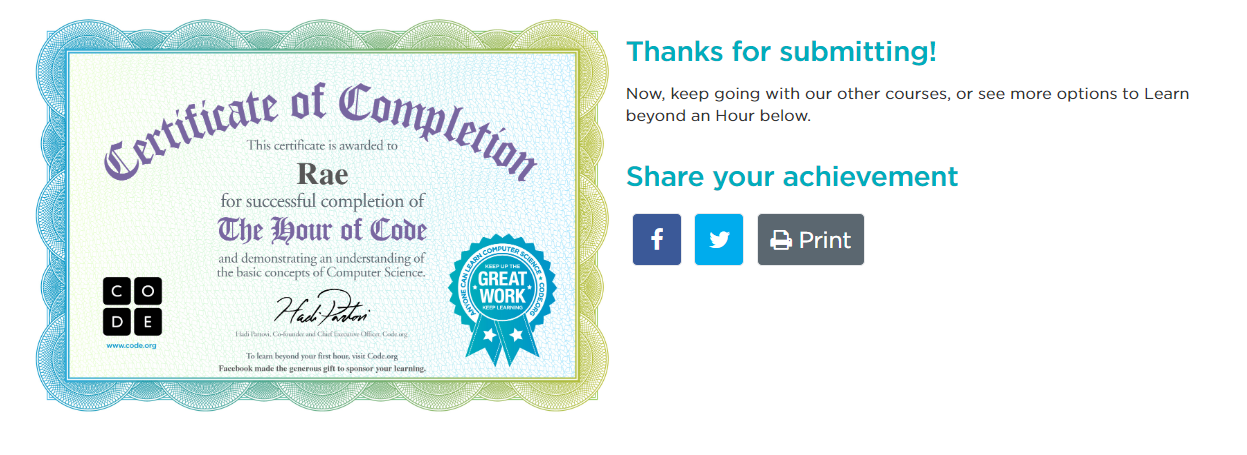 Certificate of Completion
This certificate is awarded to
Rae
for successful completion of
The Hour of Code
and demonstrating an understanding of
the basic concepts of Computer Science.
C O
D E
www.code.org
Hadi Partovi
Hadi Partovi, Co-founder and Chief Executive Officer, Code.org
To learn beyond your first hour, visit Code.org
Facebook made the generous gift to sponsor your learning.
ANYONE CAN LEARN COMPUTER SCIENCE • CODE.ORG
KEEP UP THE
GREAT
WORK
KEEP LEARNING
Thanks for submitting!
Now, keep going with our other courses, or see more options to Learn
beyond an Hour below.
Share your achievement
Print